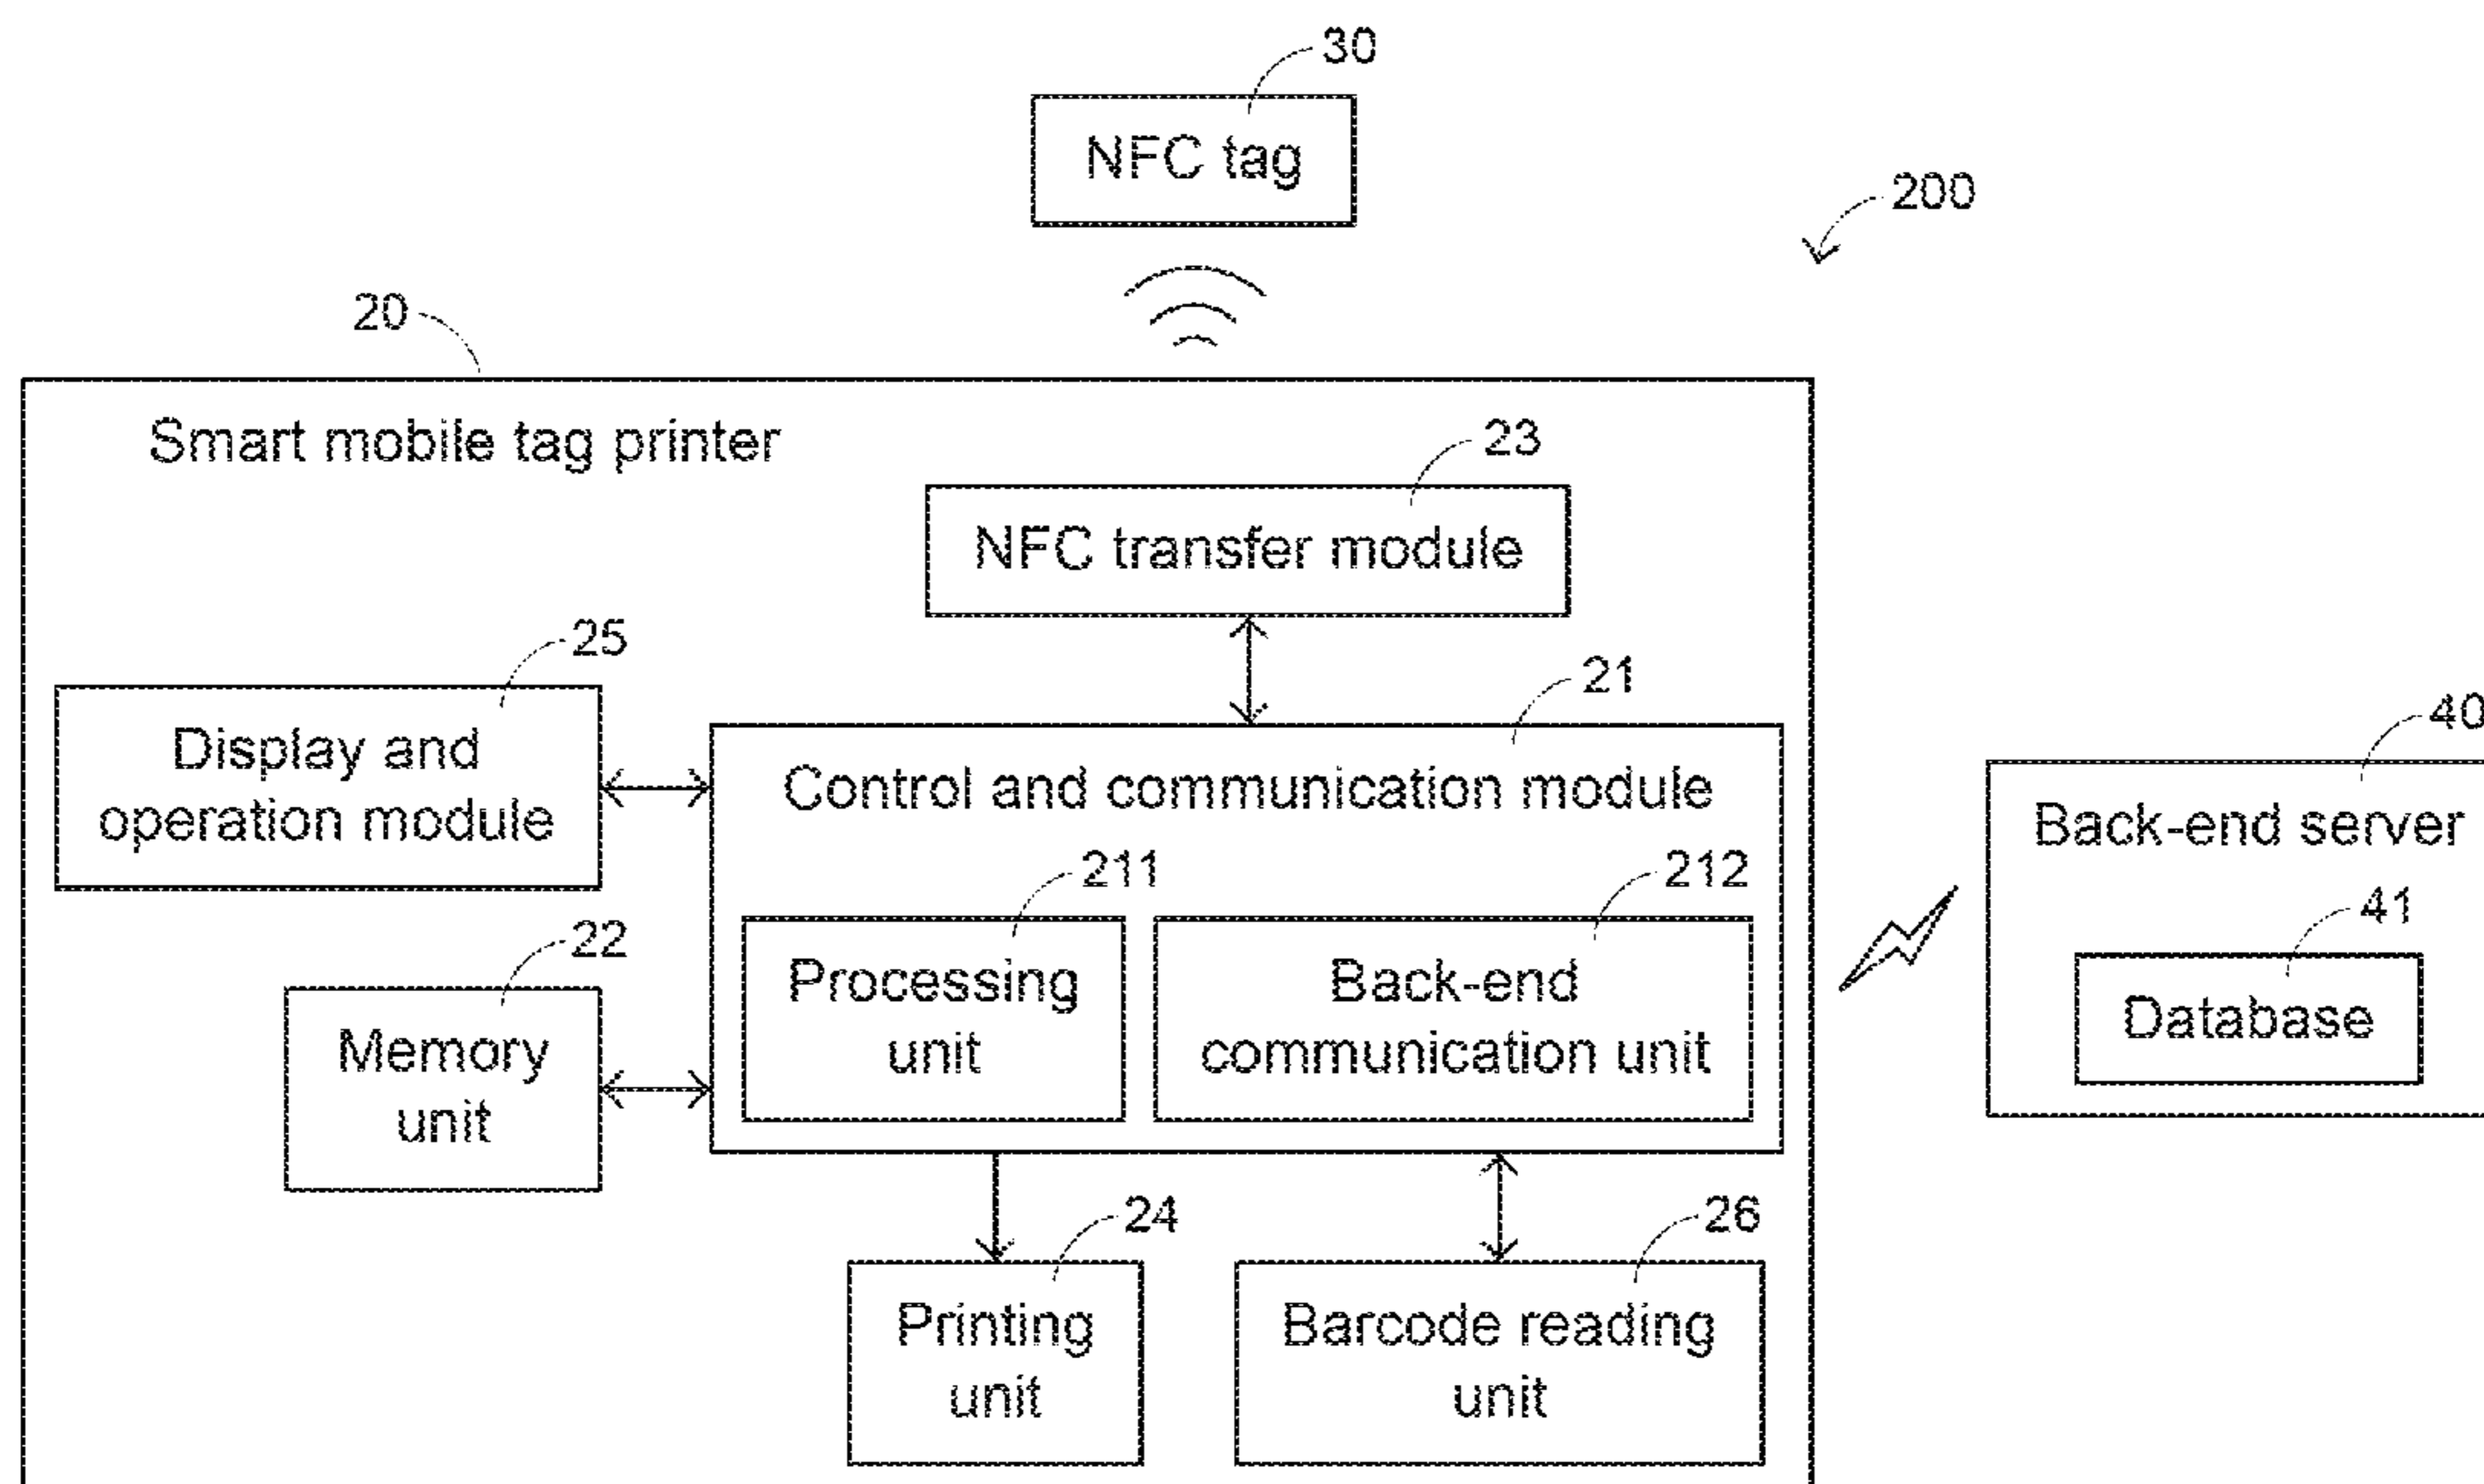 30
NFC tag
200
20
Smart mobile tag printer
23
NFC transfer module
25
Display and
operation module
21
Control and communication module
40
Back-end server
211
Processing
unit
212
Back-end
communication unit
41
Database
22
Memory
unit
24
Printing
unit
26
Barcode reading
unit